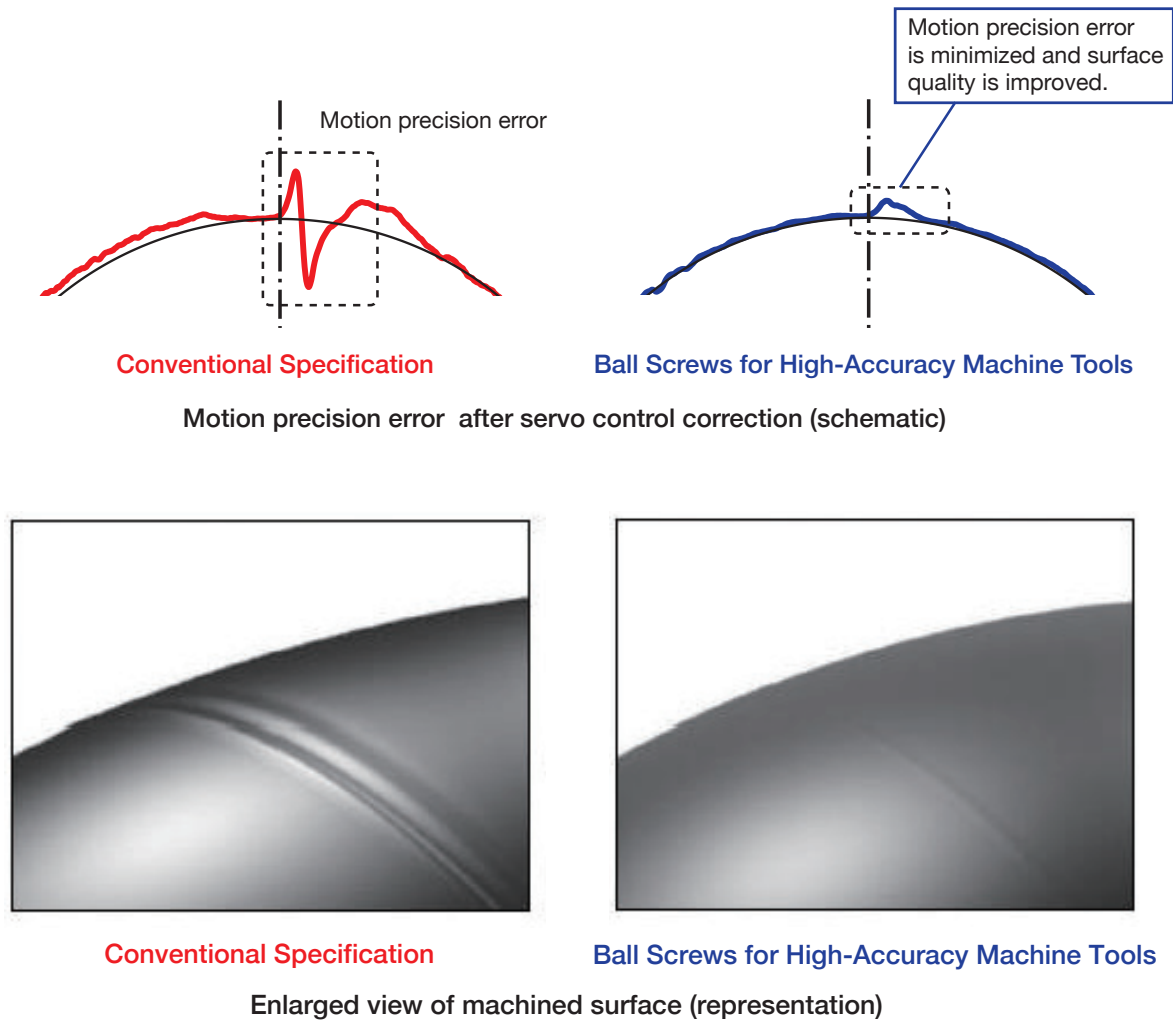 Motion precision error
is minimized and surface
quality is improved.
Motion precision error
Conventional Specification
Ball Screws for High-Accuracy Machine Tools
Motion precision error after servo control correction (schematic)
Conventional Specification
Ball Screws for High-Accuracy Machine Tools
Enlarged view of machined surface (representation)